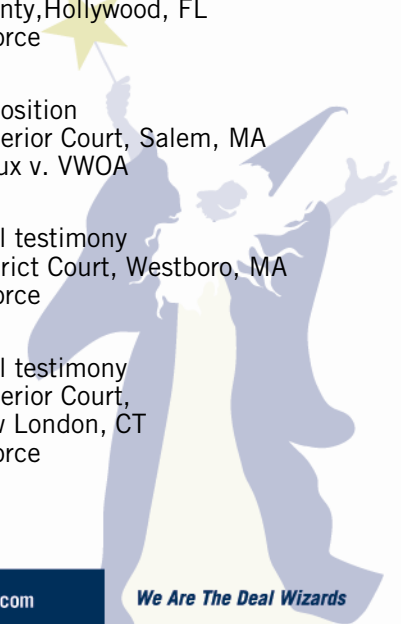 nty,Hollywood, FL
orce
osition
erior Court, Salem, MA
ux v. VWOA
l testimony
rict Court, Westboro, MA
orce
l testimony
erior Court,
w London, CT
orce
com
We Are The Deal Wizards